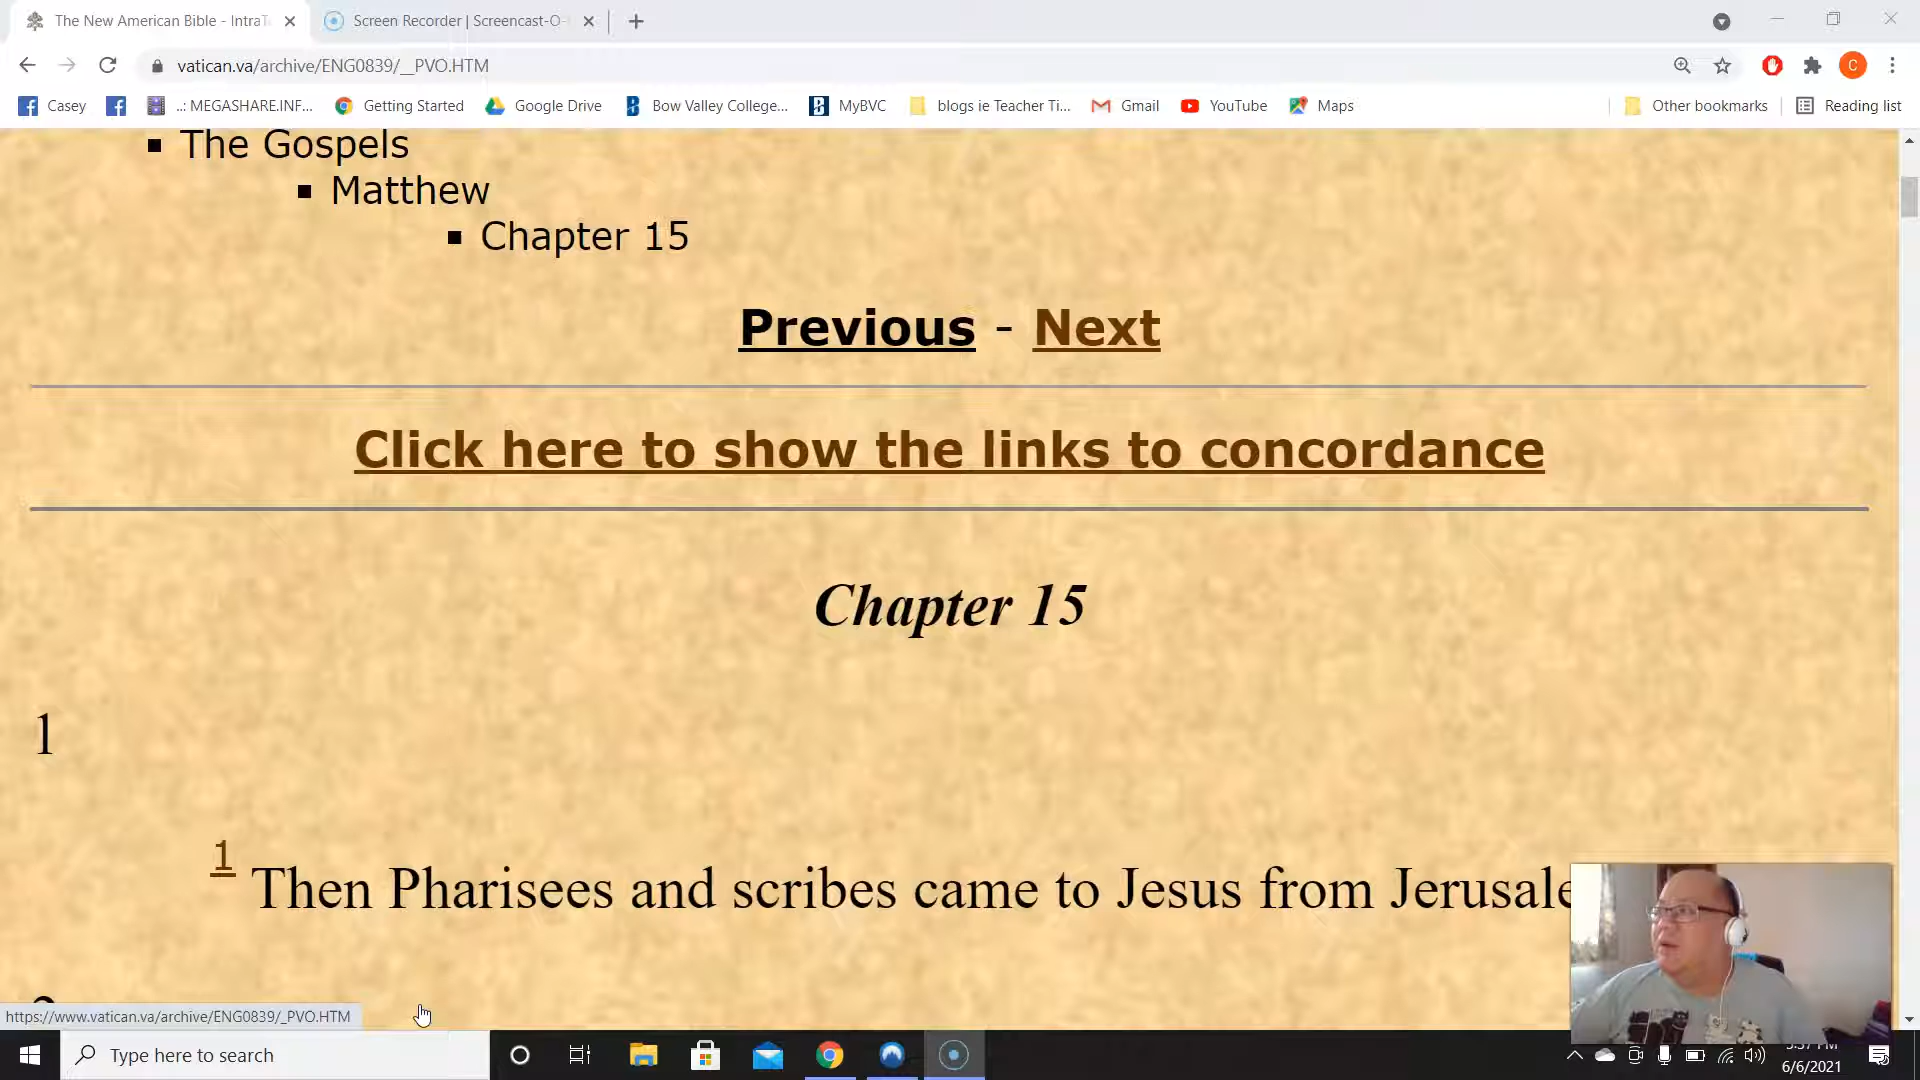 The New American Bible - IntraT
Screen Recorder | Screencast-O-
vatican.va/archive/ENG0839/__PVO.HTM
C
Casey
..: MEGASHARE.INF...
Getting Started
Google Drive
Bow Valley College...
MyBVC
blogs ie Teacher Ti...
Gmail
YouTube
Maps
Other bookmarks
Reading list
The Gospels
Matthew
Chapter 15
Previous - Next
Click here to show the links to concordance
Chapter 15
1
1 Then Pharisees and scribes came to Jesus from Jerusale
https://www.vatican.va/archive/ENG0839/_PVO.HTM
Type here to search
6/6/2021